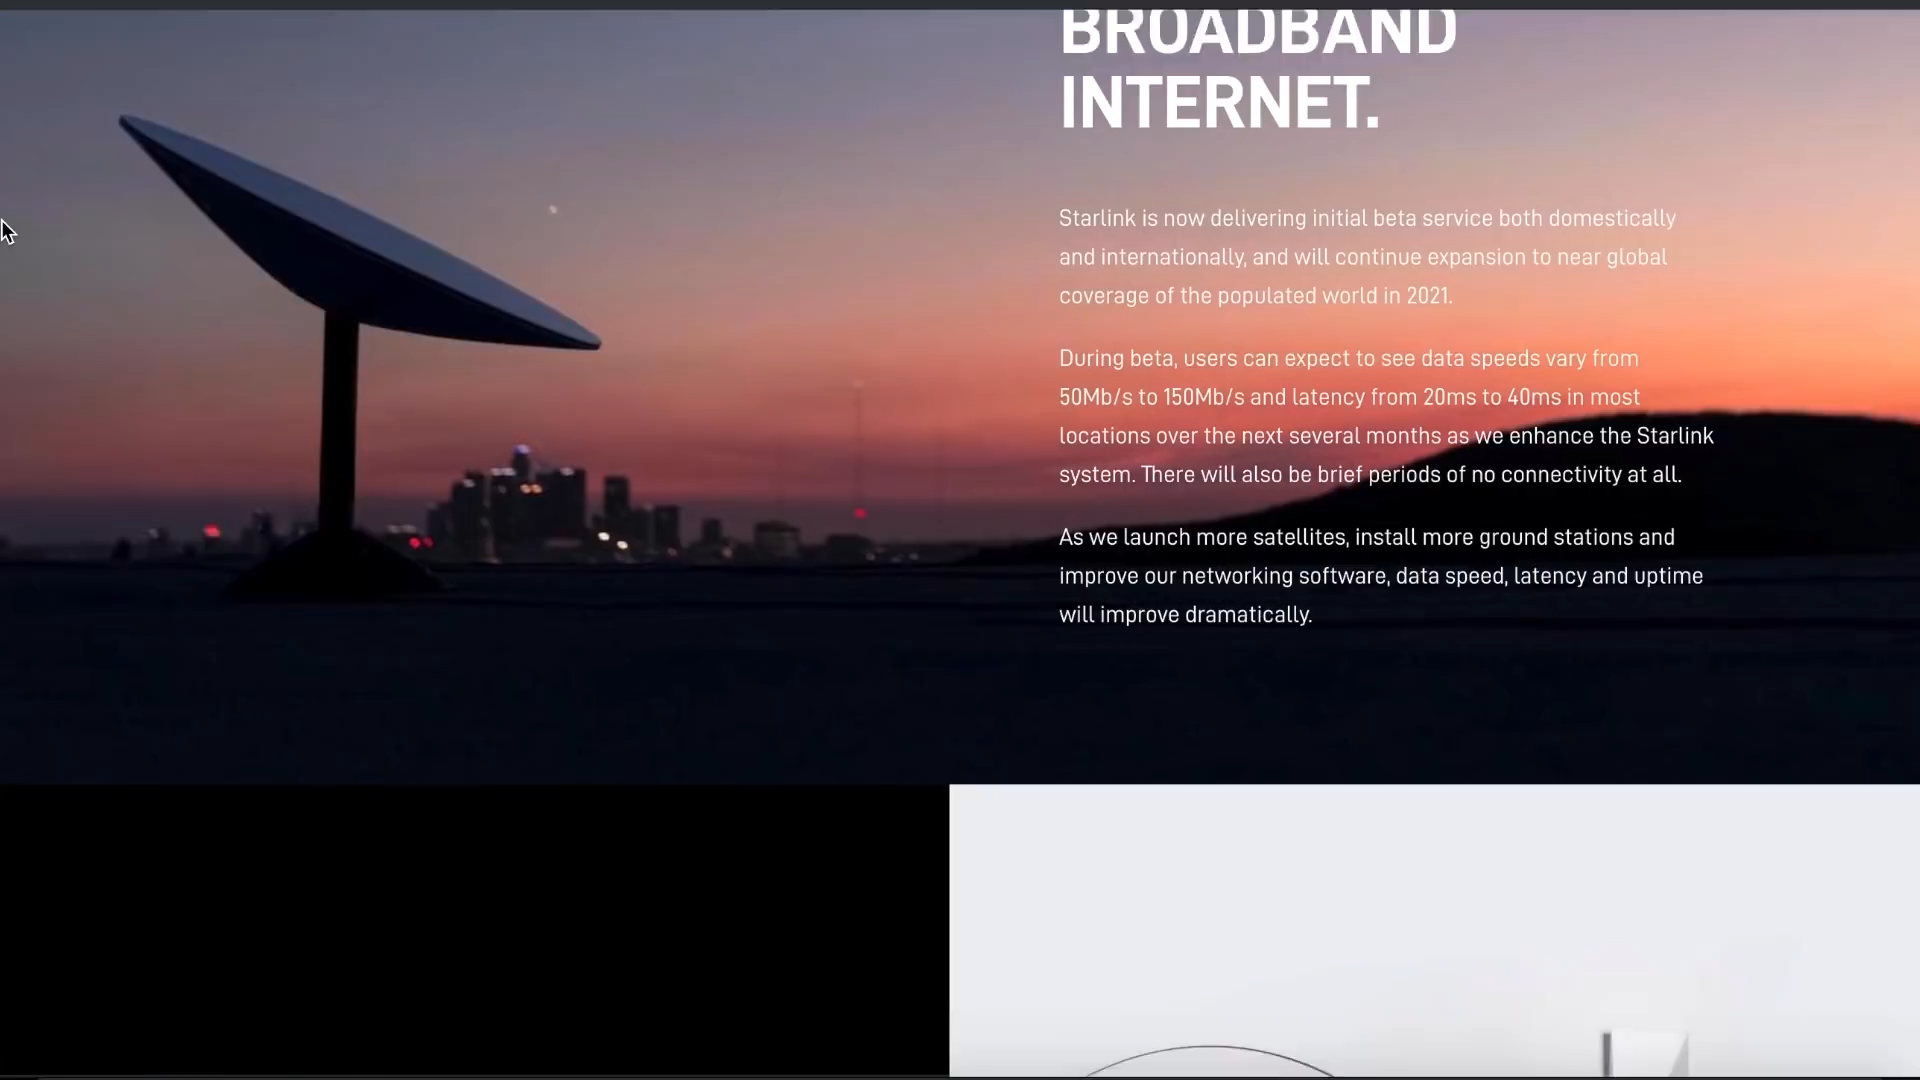 BROADBAND
INTERNET.
Starlink is now delivering initial beta service both domestically
and internationally, and will continue expansion to near global
coverage of the populated world in 2021.
During beta, users can expect to see data speeds vary from
50Mb/s to 150Mb/s and latency from 20ms to 40ms in most
locations over the next several months as we enhance the Starlink
system. There will also be brief periods of no connectivity at all.
As we launch more satellites, install more ground stations and
improve our networking software, data speed, latency and uptime
will improve dramatically.